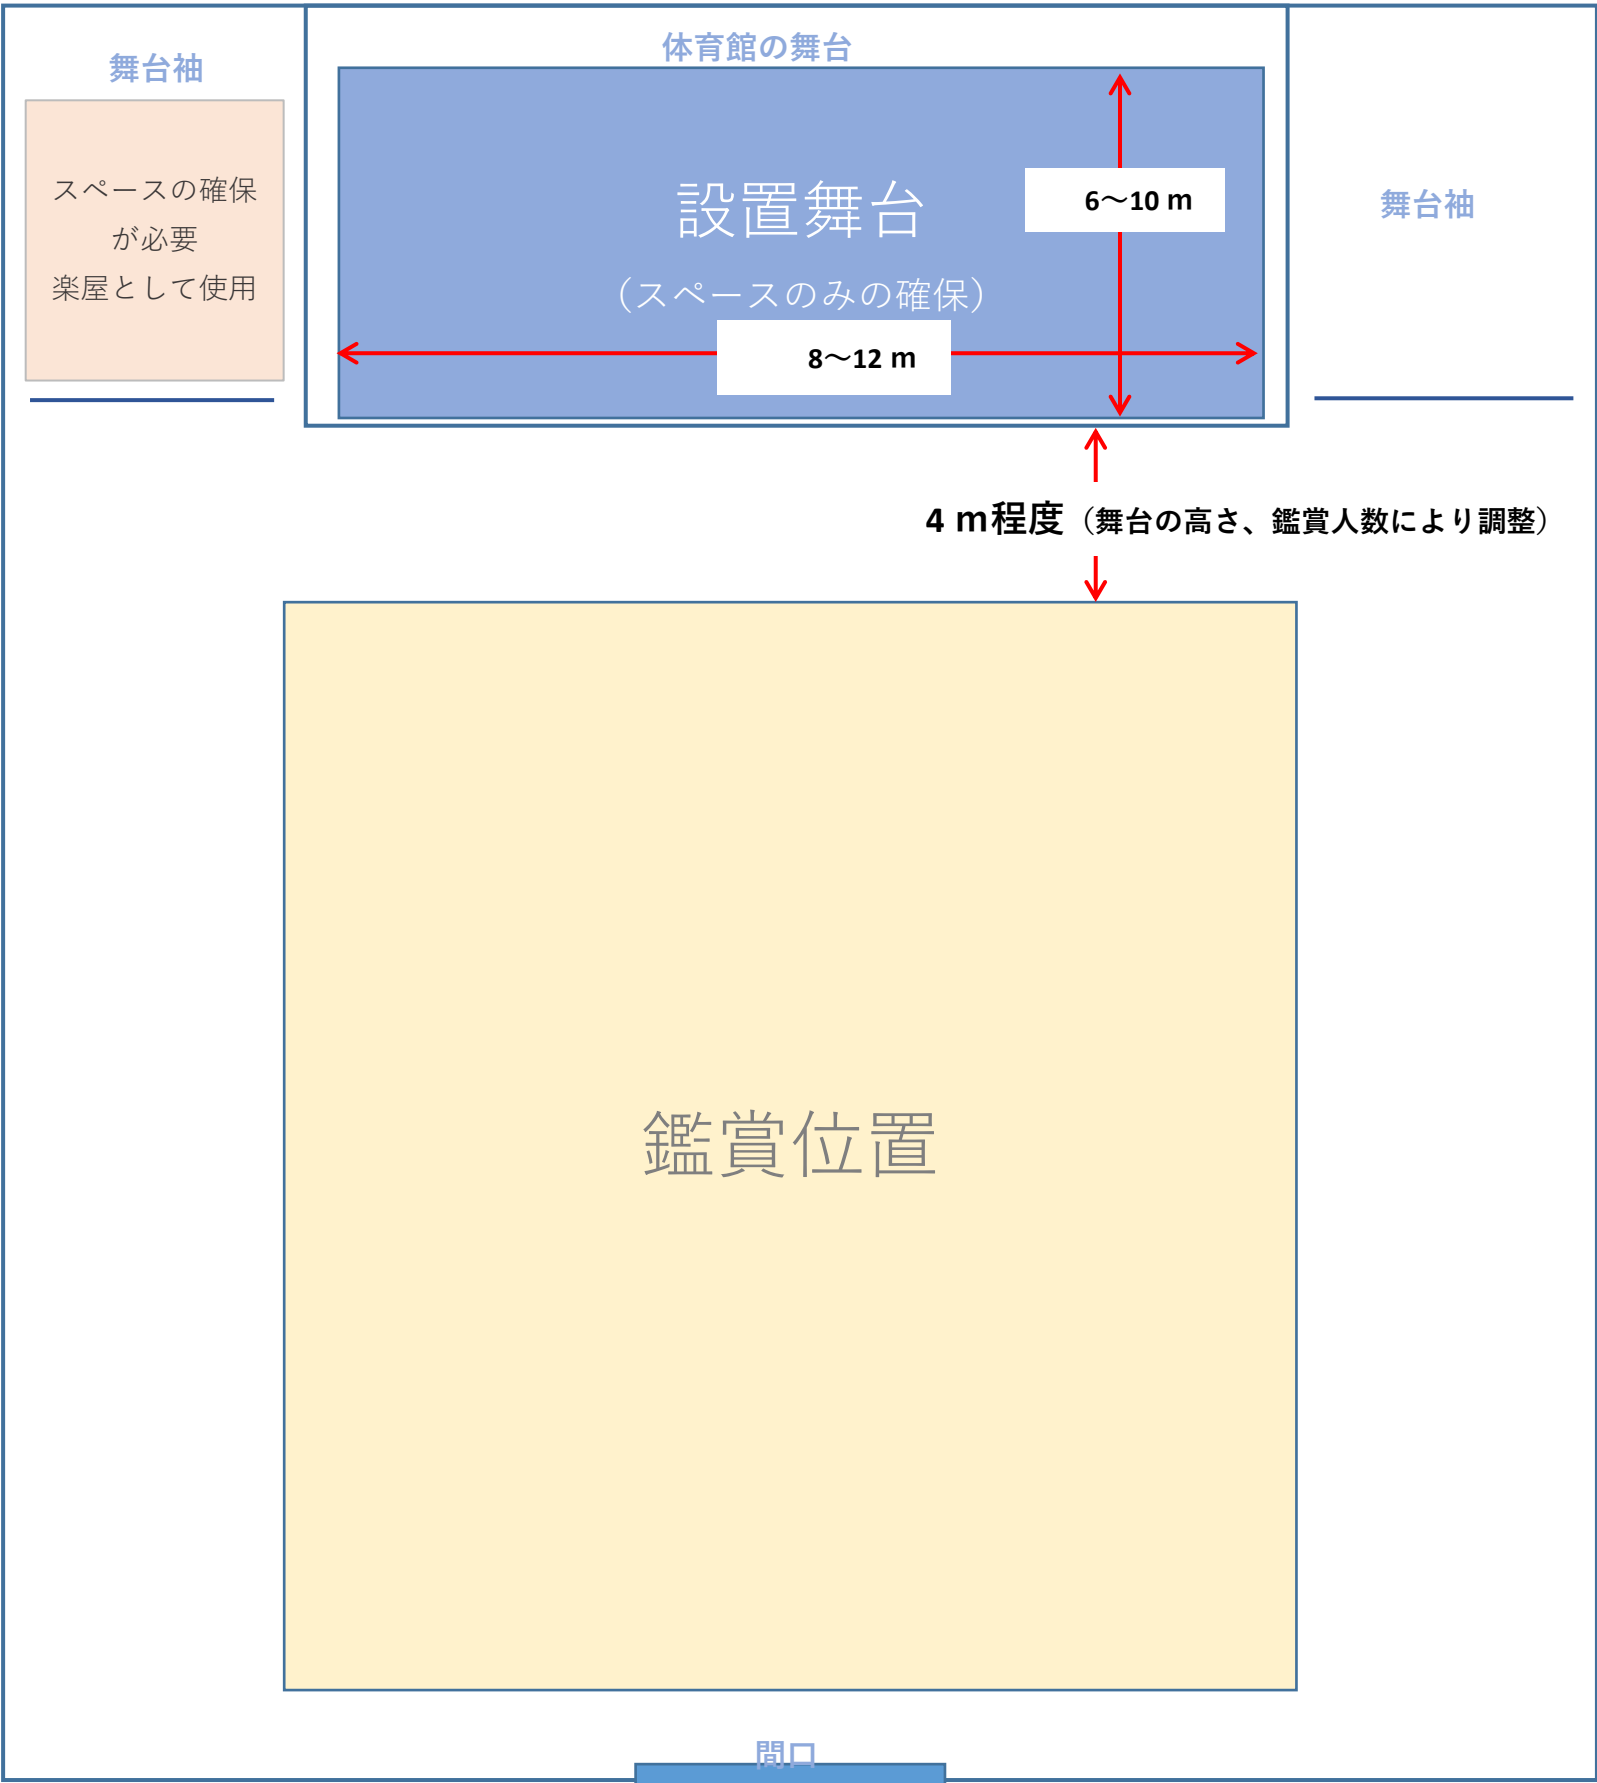 体育館の舞台
舞台袖
スペースの確保
が必要
楽屋として使用
設置舞台
（スペースのみの確保）
6～10 m
8～12 m
舞台袖
4 m程度（舞台の高さ、鑑賞人数により調整）
鑑賞位置
間口